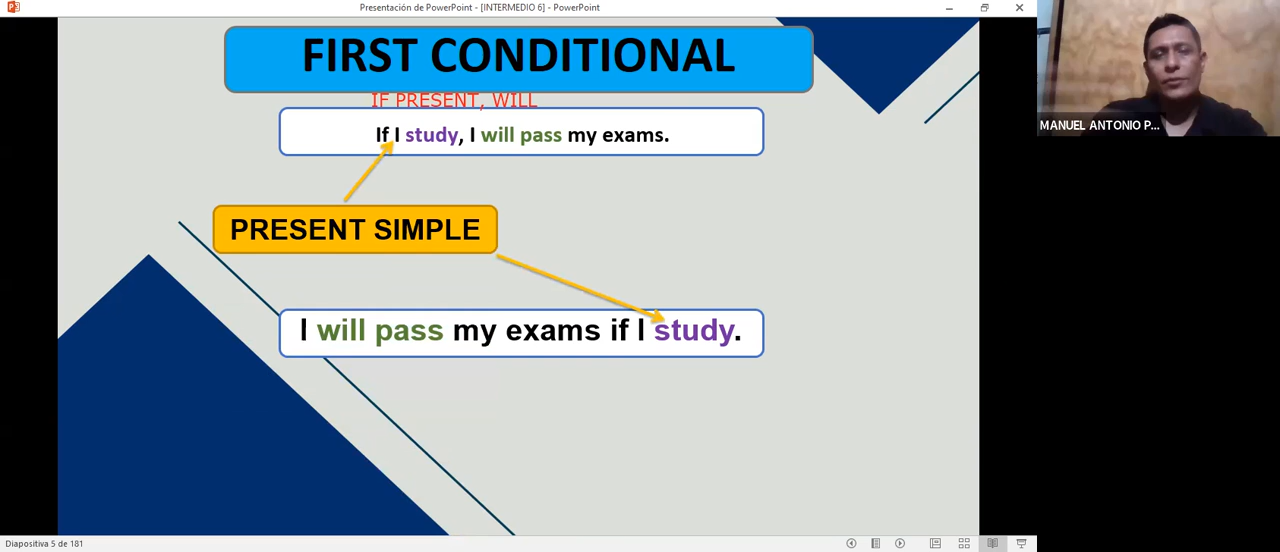 Presentación de PowerPoint - [INTERMEDIO 6] - PowerPoint
FIRST CONDITIONAL
IF PRESENT, WILL
If I study, I will pass my exams.
PRESENT SIMPLE
I will pass my exams if I study.
MANUEL ANTONIO P...
Diapositiva 5 de 181